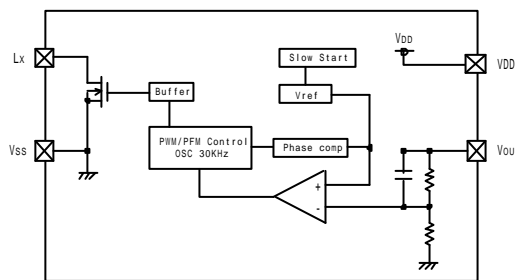 Lx
Slow Start
VDD
VDD
Buffer
Vref
Vss
PWM/PFM Control
OSC 30KHz
Phase comp
VOU
+
-